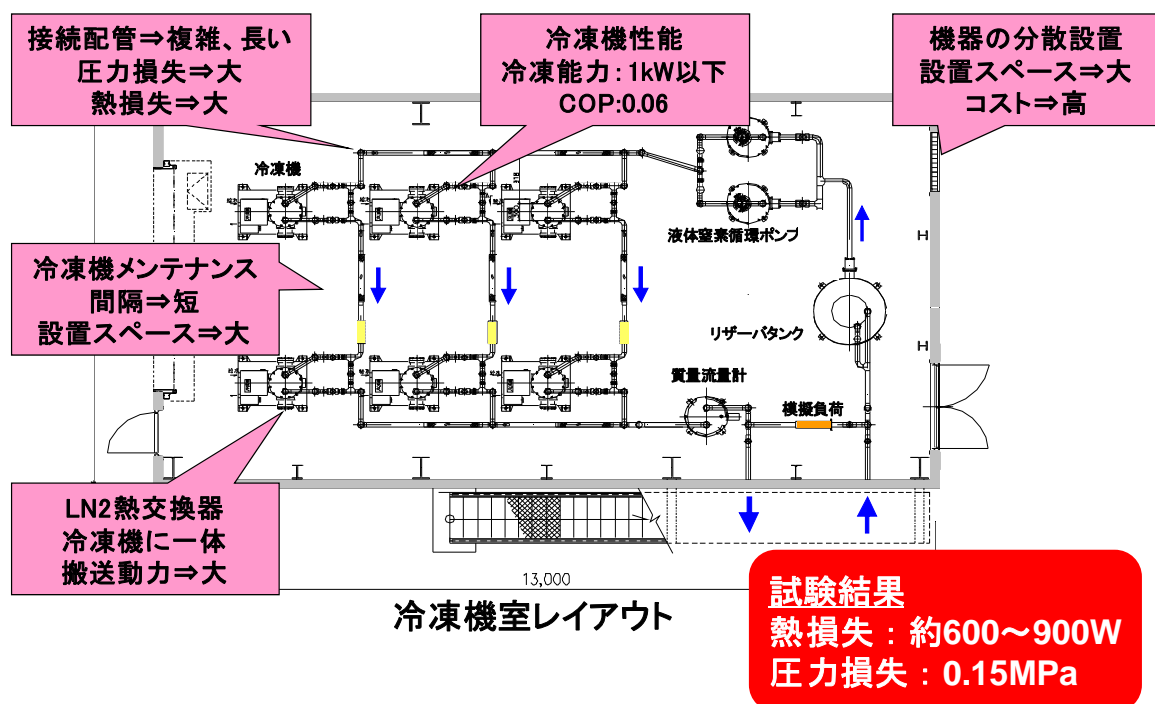 接続配管⇒複雑、長い
圧力損失⇒大
熱損失⇒大
冷凍機性能
冷凍能力：1kW以下
COP:0.06
機器の分散設置
設置スペース⇒大
コスト⇒高
冷凍機
液体窒素循環ポンプ
冷凍機メンテナンス
間隔⇒短
設置スペース⇒大
リザーバタンク
質量流量計
模擬負荷
LN2熱交換器
冷凍機に一体
搬送動力⇒大
13,000
冷凍機室レイアウト
試験結果
熱損失：約600～900W
圧力損失：0.15MPa